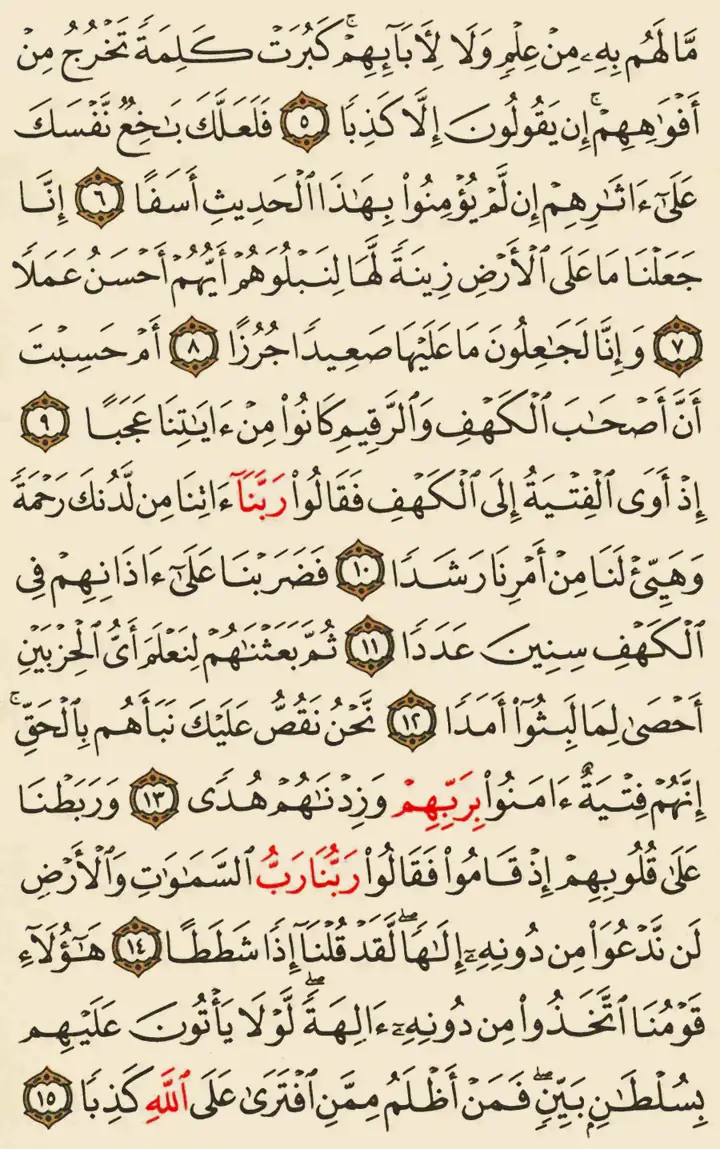 مَّا لَهُم بِهِۦ مِنْ عِلْمٍ وَلَا لِأٓبَآئِهِمْ ۚ كَبُرَتْ كَلِمَةً تَخْرُجُ مِنْ
أَفْوَٰهِهِمْ ۚ إِن يَقُولُونَ إِلَّا كَذِبًا ٥ فَلَعَلَّكَ بَٰخِعٌ نَّفْسَكَ
عَلَىٰٓ ءَاثَٰرِهِمْ إِن لَّمْ يُؤْمِنُوا۟ بِهَٰذَا ٱلْحَدِيثِ أَسَفًا ٦ إِنَّا
جَعَلْنَا مَا عَلَى ٱلْأَرْضِ زِينَةً لَّهَا لِنَبْلُوَهُمْ أَيُّهُمْ أَحْسَنُ عَمَلًا
٧ وَإِنَّا لَجَٰعِلُونَ مَا عَلَيْهَا صَعِيدًا جُرُزًا ٨ أَمْ حَسِبْتَ
أَنَّ أَصْحَٰبَ ٱلْكَهْفِ وَٱلرَّقِيمِ كَانُوا۟ مِنْ ءَايَٰتِنَا عَجَبًا ٩
إِذْ أَوَى ٱلْفِتْيَةُ إِلَى ٱلْكَهْفِ فَقَالُوا۟ رَبَّنَآ ءَاتِنَا مِن لَّدُنكَ رَحْمَةً
وَهَيِّئْ لَنَا مِنْ أَمْرِنَا رَشَدًا ١٠ فَضَرَبْنَا عَلَىٰٓ ءَاذَانِهِمْ فِى
ٱلْكَهْفِ سِنِينَ عَدَدًا ١١ ثُمَّ بَعَثْنَٰهُمْ لِنَعْلَمَ أَىُّ ٱلْحِزْبَيْنِ
أَحْصَىٰ لِمَا لَبِثُوٓا۟ أَمَدًا ١٢ نَّحْنُ نَقُصُّ عَلَيْكَ نَبَأَهُم بِٱلْحَقِّ ۚ
إِنَّهُمْ فِتْيَةٌ ءَامَنُوا۟ بِرَبِّهِمْ وَزِدْنَٰهُمْ هُدًى ١٣ وَرَبَطْنَا
عَلَىٰ قُلُوبِهِمْ إِذْ قَامُوا۟ فَقَالُوا۟ رَبُّنَا رَبُّ ٱلسَّمَٰوَٰتِ وَٱلْأَرْضِ
لَن نَّدْعُوَا۟ مِن دُونِهِۦٓ إِلَٰهًا ۖ لَّقَدْ قُلْنَآ إِذًا شَطَطًا ١٤ هَٰٓؤُلَآءِ
قَوْمُنَا ٱتَّخَذُوا۟ مِن دُونِهِۦٓ ءَالِهَةً ۖ لَّوْلَا يَأْتُونَ عَلَيْهِم
بِسُلْطَٰنٍۭ بَيِّنٍ ۖ فَمَنْ أَظْلَمُ مِمَّنِ ٱفْتَرَىٰ عَلَى ٱللَّهِ كَذِبًا ١٥